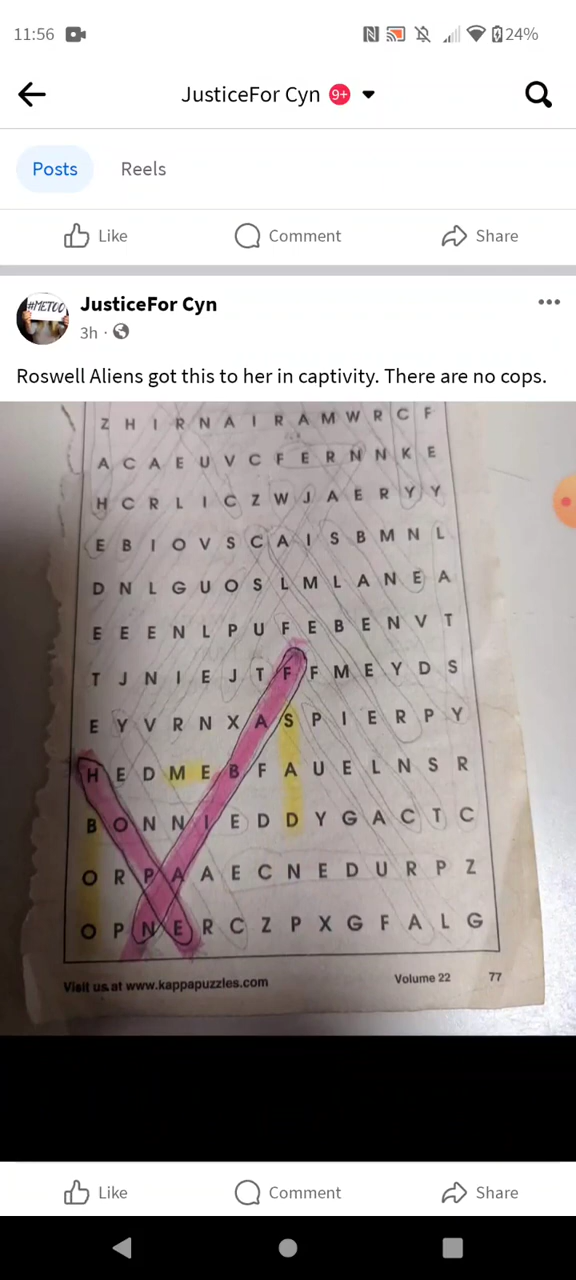 11:56
24%
JusticeFor Cyn 9+
Posts Reels
Like Comment Share
#METOO
JusticeFor Cyn
3h ·
Roswell Aliens got this to her in captivity. There are no cops.
Z H I R N A I R A M W R C F
A C A E U V C F E R N N K E
H C R L I C Z W J A E R Y Y
E B I O V S C A I S B M N L
D N L G U O S L M L A N E A
E E E N L P U F E B E N V T
T J N I E J T F F M E Y D S
E Y V R N X A S P I E R P Y
H E D M E B F A U E L N S R
B O N N I E D D Y G A C T C
O R P A A E C N E D U R P Z
O P N E R C Z P X G F A L G
Visit us at www.kappapuzzles.com Volume 22 77
Like Comment Share